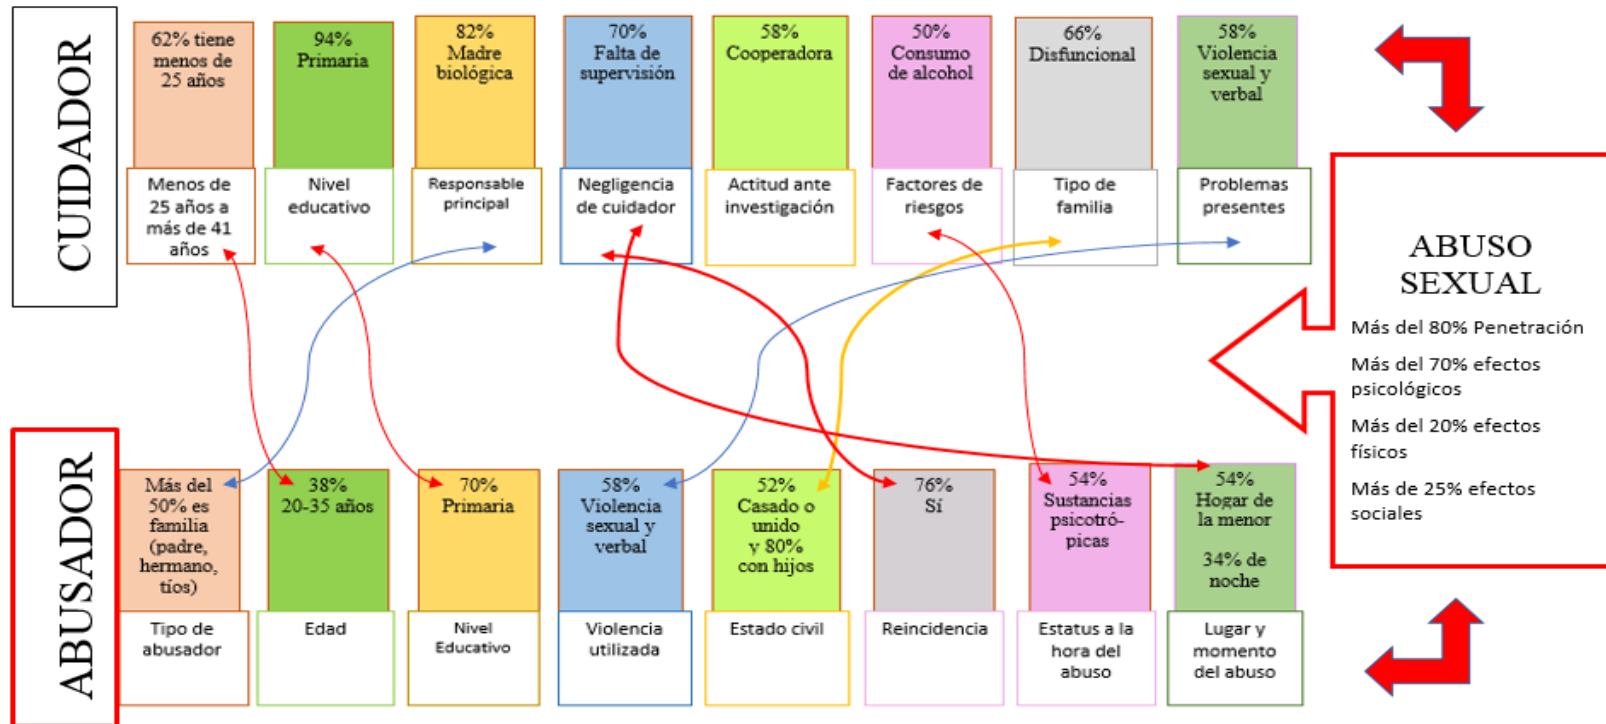 CUIDADOR
62% tiene
menos de
25 años
94%
Primaria
82%
Madre
biológica
70%
Falta de
supervisión
58%
Cooperadora
50%
Consumo
de alcohol
66%
Disfuncional
58%
Violencia
sexual y
verbal
Menos de
25 años a
más de 41
años
Nivel
educativo
Responsable
principal
Negligencia
de cuidador
Actitud ante
investigación
Factores de
riesgos
Tipo de
familia
Problemas
presentes
ABUSO
SEXUAL
Más del 80% Penetración
Más del 70% efectos
psicológicos
Más del 20% efectos
físicos
Más de 25% efectos
sociales
ABUSADOR
Más del
50% es
familia
(padre,
hermano,
tíos)
38%
20-35 años
70%
Primaria
58%
Violencia
sexual y
verbal
52%
Casado o
unido
y 80%
con hijos
76%
Sí
54%
Sustancias
psicotró-
picas
54%
Hogar de
la menor
34% de
noche
Tipo de
abusador
Edad
Nivel
Educativo
Violencia
utilizada
Estado civil
Reincidencia
Estatus a la
hora del
abuso
Lugar y
momento
del abuso